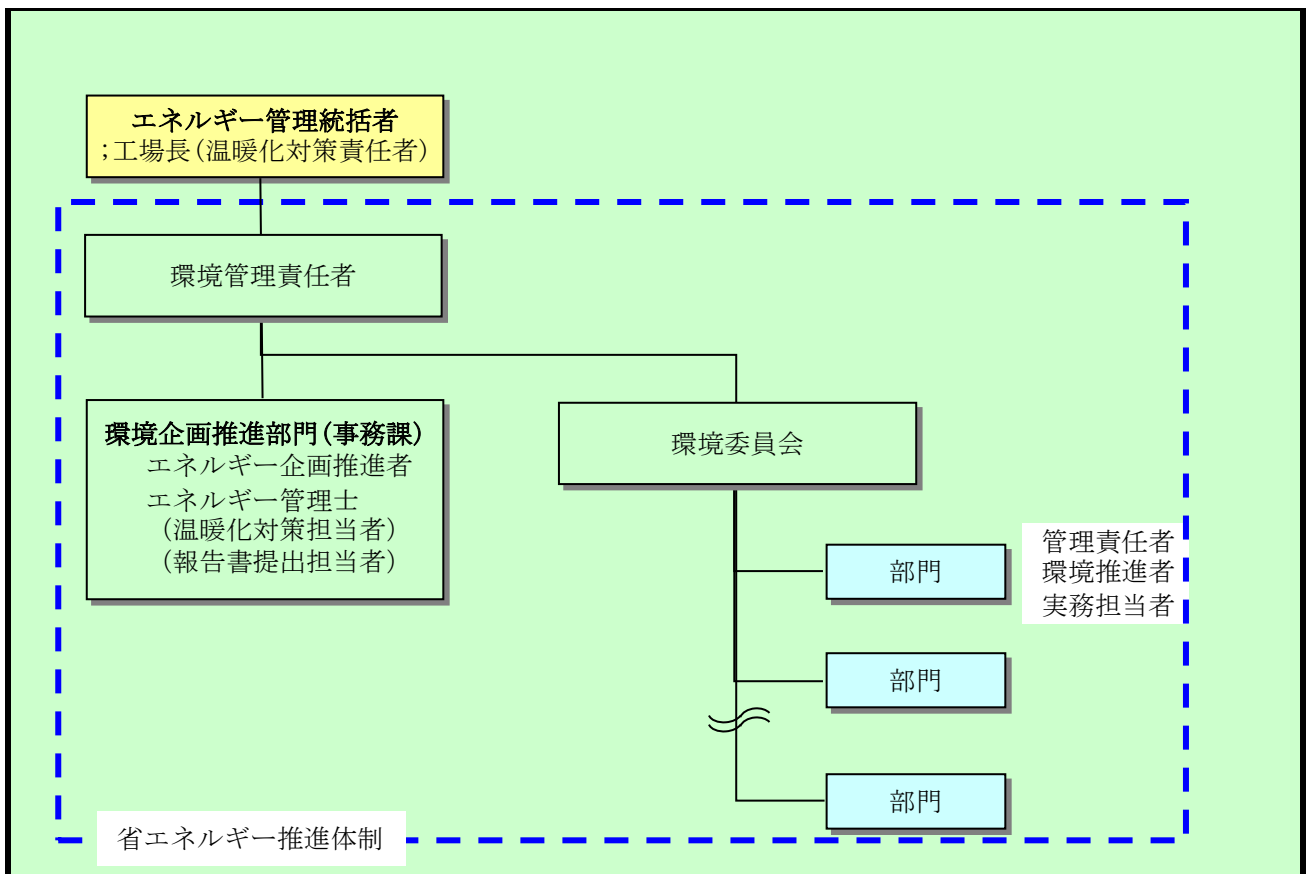 エネルギー管理統括者
;工場長(温暖化対策責任者)
環境管理責任者
環境企画推進部門(事務課)
エネルギー企画推進者
エネルギー管理士
(温暖化対策担当者)
(報告書提出担当者)
環境委員会
部門
管理責任者
環境推進者
実務担当者
部門
部門
省エネルギー推進体制